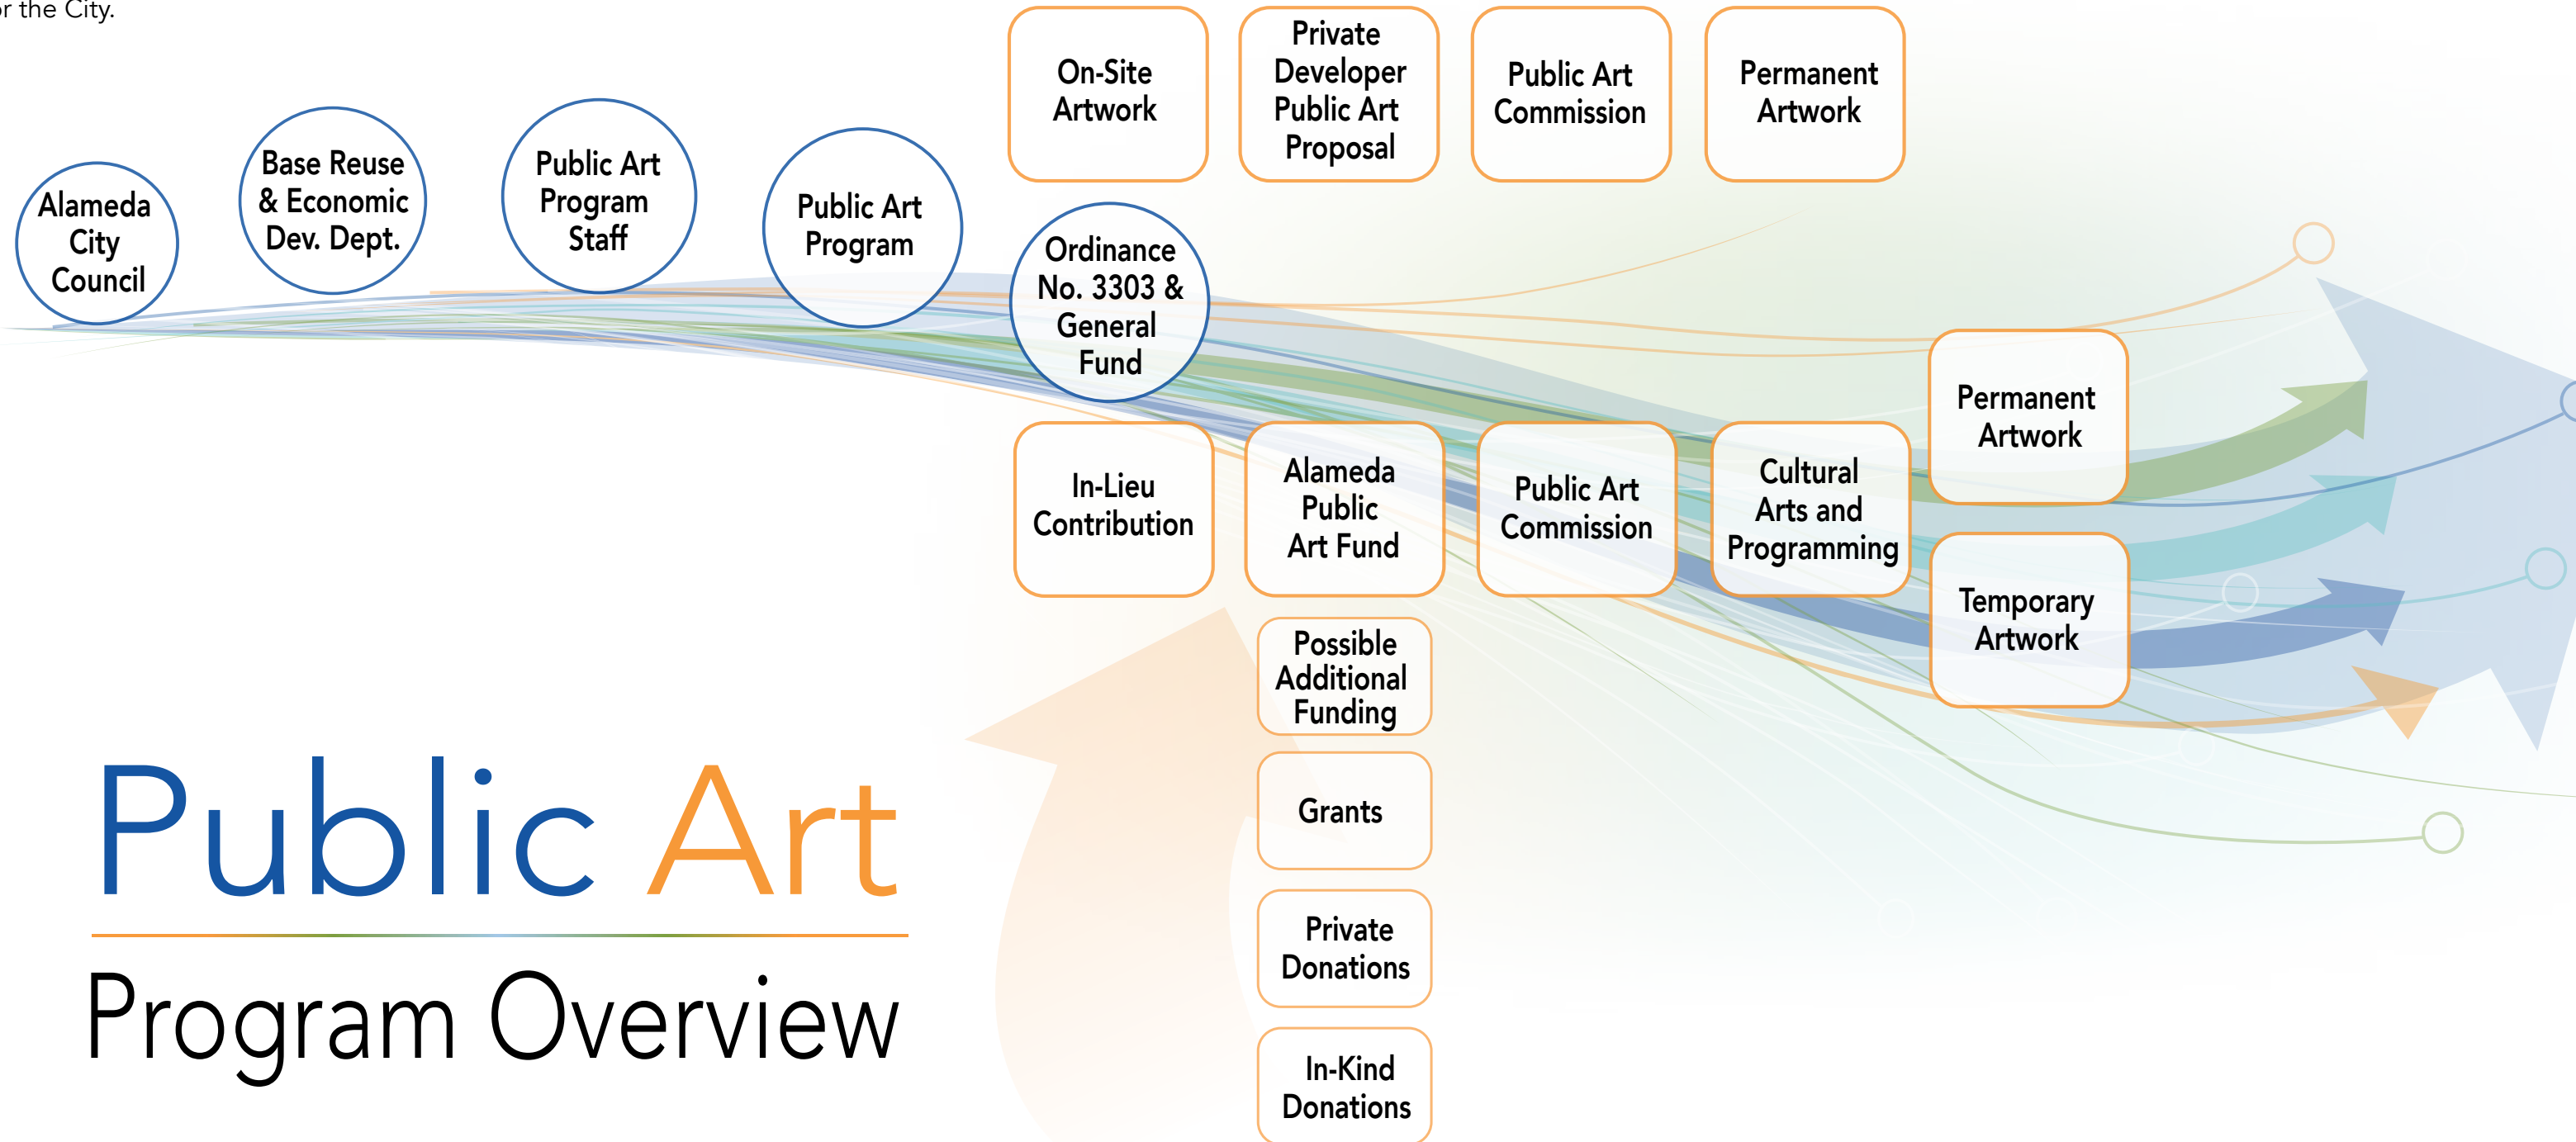 or the City.
Alameda
City
Council
Base Reuse
& Economic
Dev. Dept.
Public Art
Program
Staff
Public Art
Program
Ordinance
No. 3303 &
General
Fund
On-Site
Artwork
Private
Developer
Public Art
Proposal
Public Art
Commission
Permanent
Artwork
In-Lieu
Contribution
Alameda
Public
Art Fund
Public Art
Commission
Cultural
Arts and
Programming
Permanent
Artwork
Temporary
Artwork
Possible
Additional
Funding
Grants
Private
Donations
In-Kind
Donations
Public Art
Program Overview